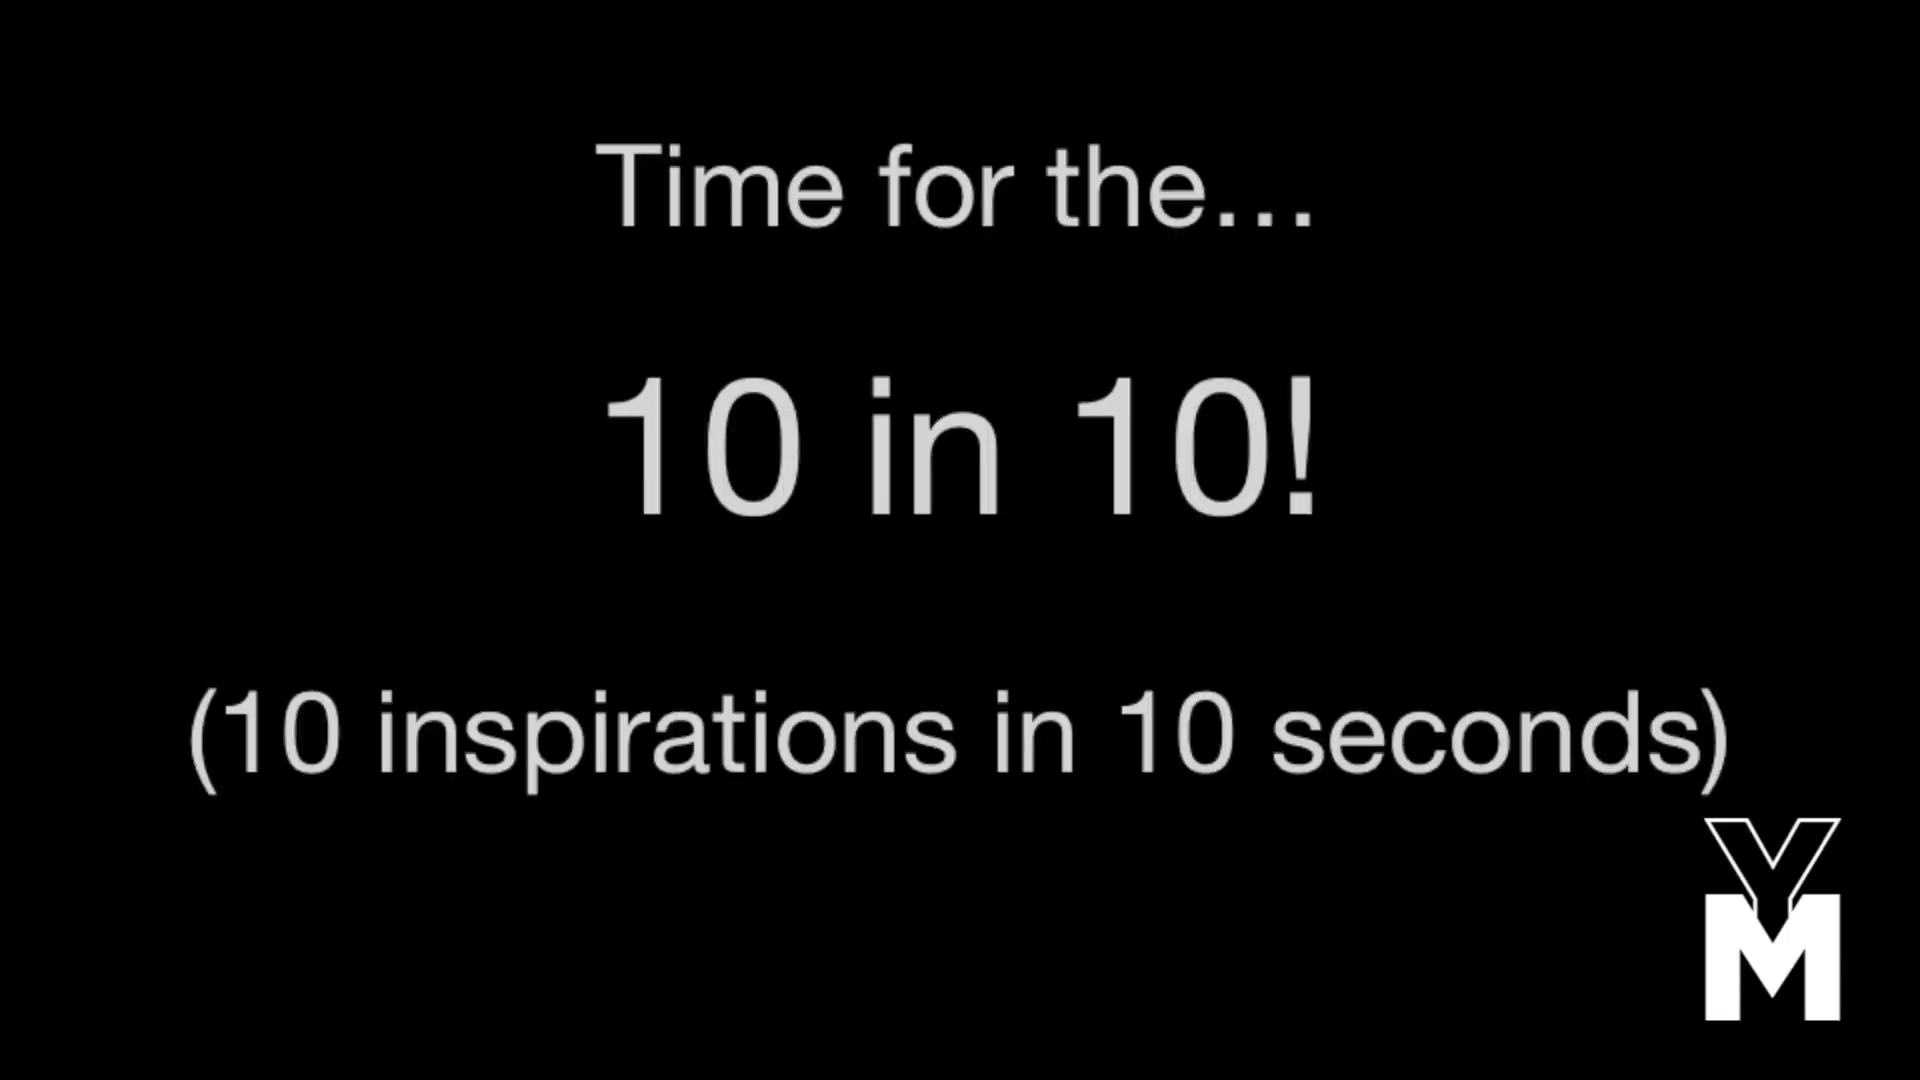 Time for the...
10 in 10!
(10 inspirations in 10 seconds)
YM